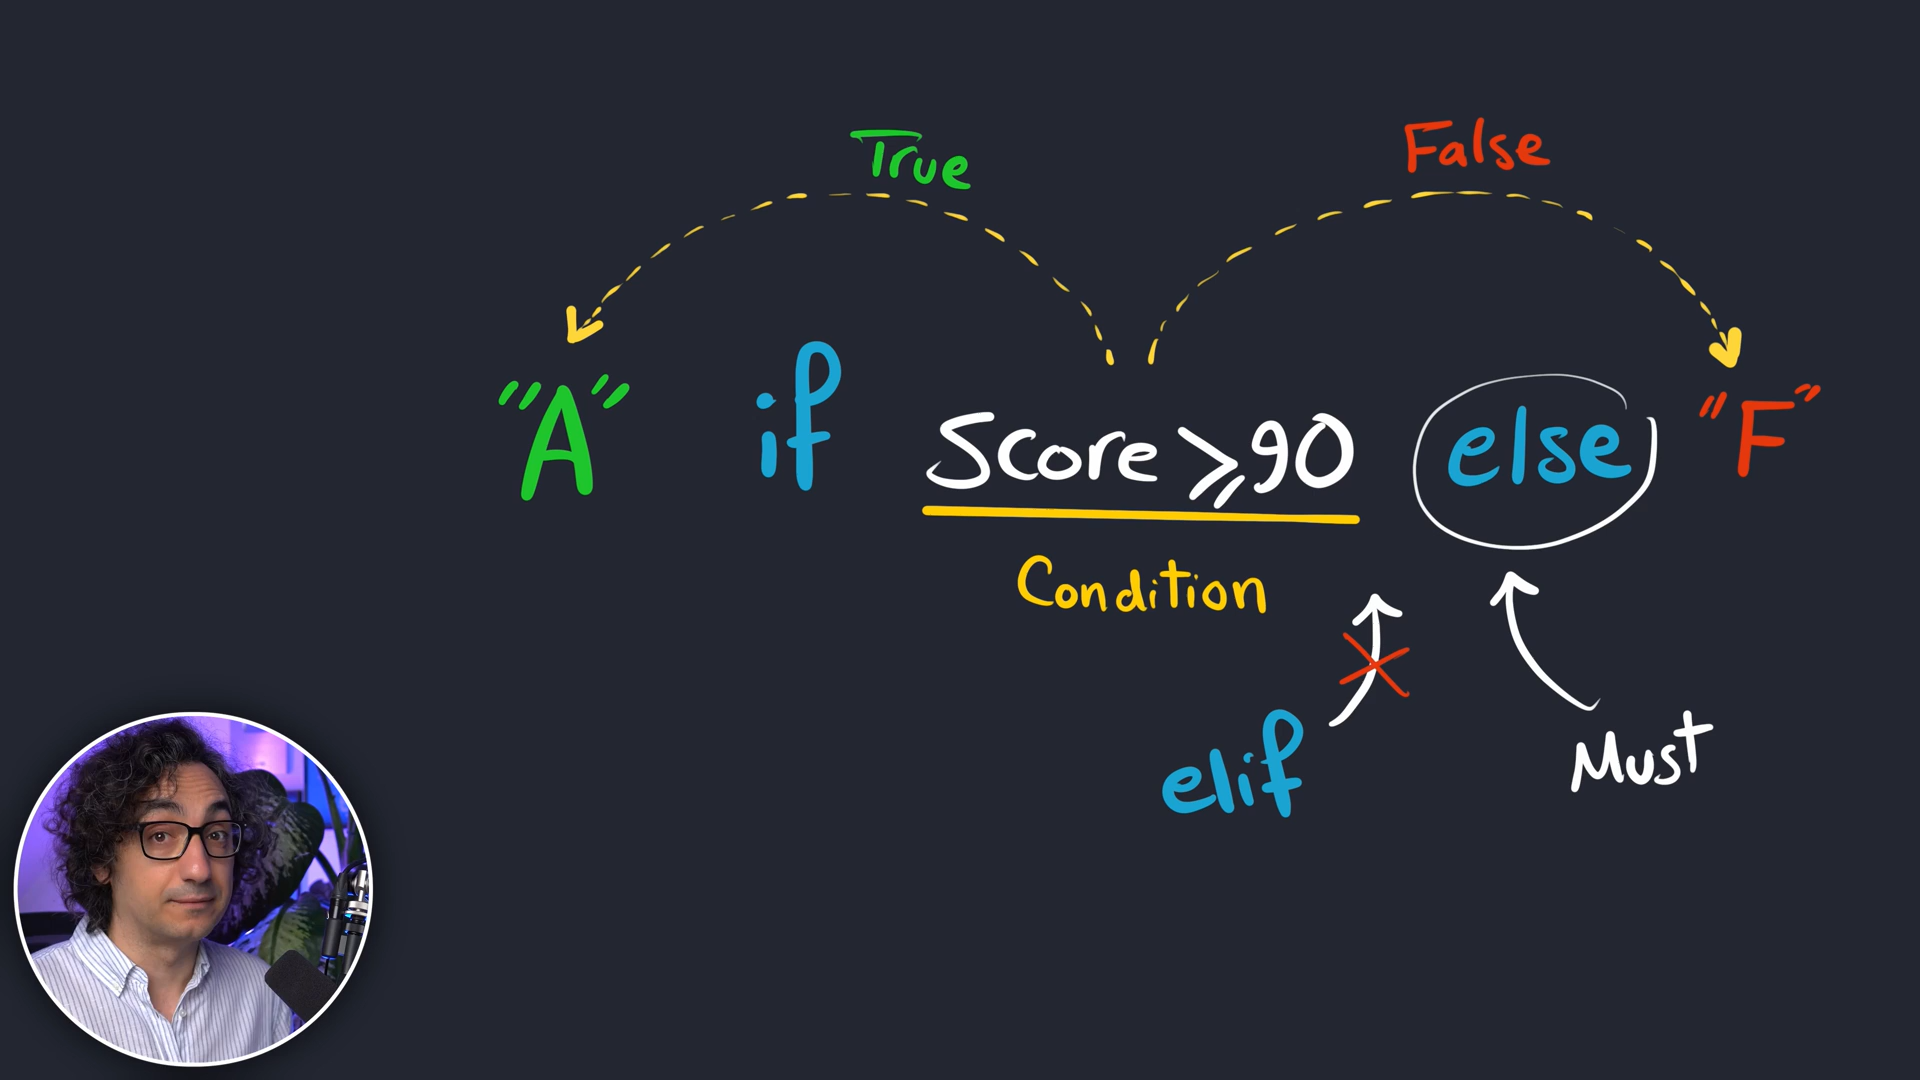 True
False
"A" if Score ⩾ 90 else "F"
Condition
elif
Must